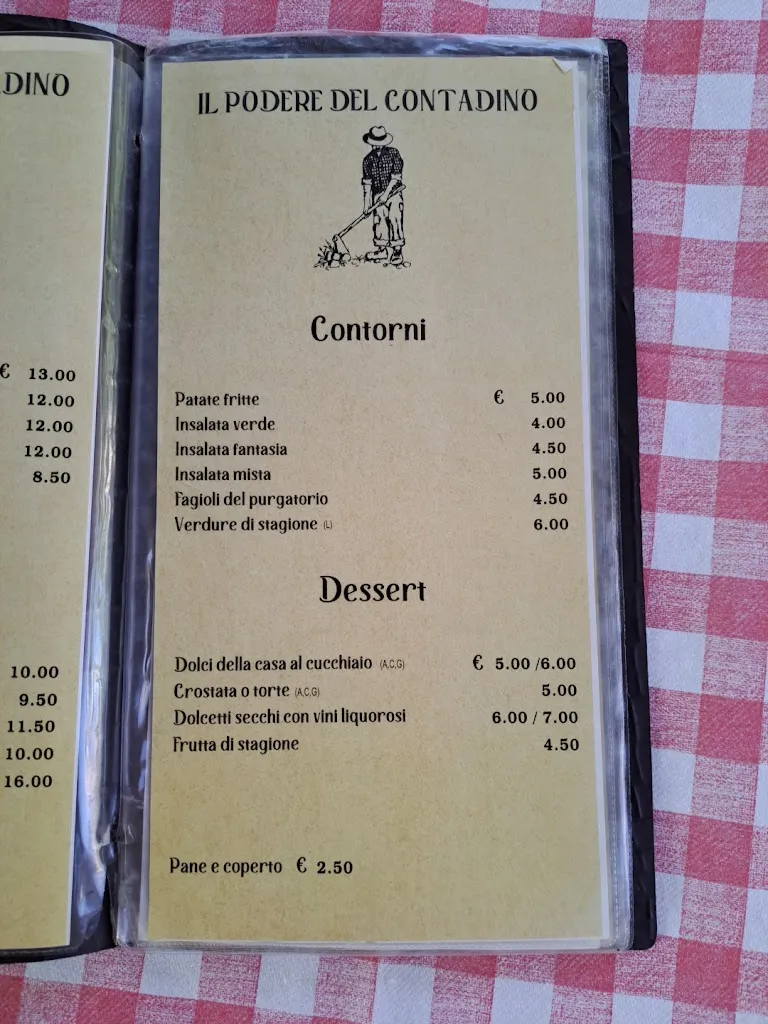 DINO
€ 13.00
12.00
12.00
12.00
8.50
10.00
9.50
11.50
10.00
16.00
IL PODERE DEL CONTADINO
Contorni
Patate fritte € 5.00
Insalata verde 4.00
Insalata fantasia 4.50
Insalata mista 5.00
Fagioli del purgatorio 4.50
Verdure di stagione (L) 6.00
Dessert
Dolci della casa al cucchiaio (A,C,G) € 5.00 /6.00
Crostata o torte (A,C,G) 5.00
Dolcetti secchi con vini liquorosi 6.00 / 7.00
Frutta di stagione 4.50
Pane e coperto € 2.50